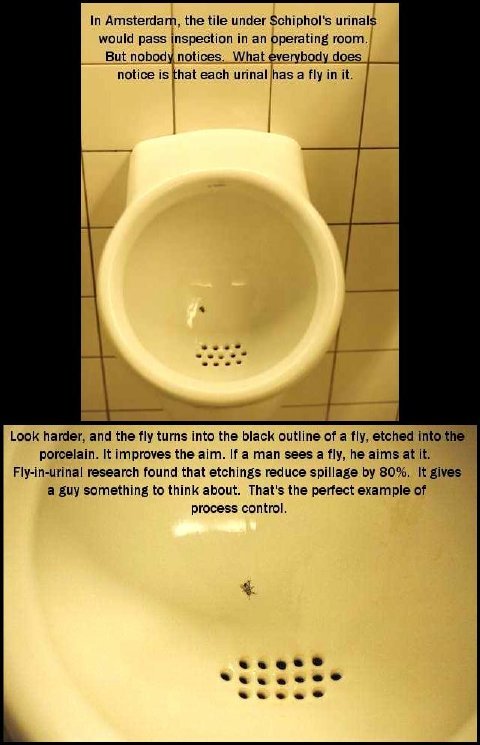 In Amsterdam, the tile under Schiphol's urinals
would pass inspection in an operating room.
But nobody notices. What everybody does
notice is that each urinal has a fly in it.
Look harder, and the fly turns into the black outline of a fly, etched into the
porcelain. It improves the aim. If a man sees a fly, he aims at it.
Fly-in-urinal research found that etchings reduce spillage by 80%. It gives
a guy something to think about. That's the perfect example of
process control.